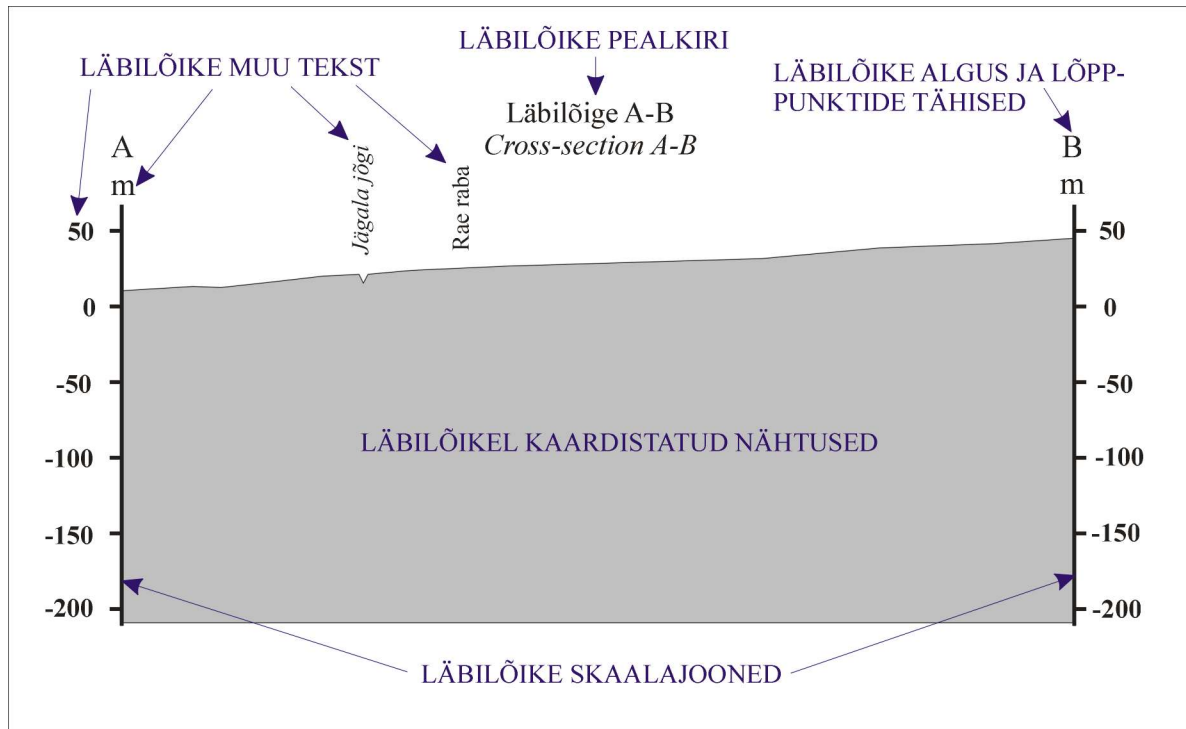 LÄBILÕIKE PEALKIRI
LÄBILÕIKE MUU TEKST
LÄBILÕIKE ALGUS JA LÕPP-
PUNKTIDE TÄHISED
Läbilõige A-B
Cross-section A-B
A
m
Jägala jõgi
Rae raba
B
m
50
50
0
0
-50
-50
LÄBILÕIKEL KAARDISTATUD NÄHTUSED
-100
-100
-150
-150
-200
-200
LÄBILÕIKE SKAALAJOONED